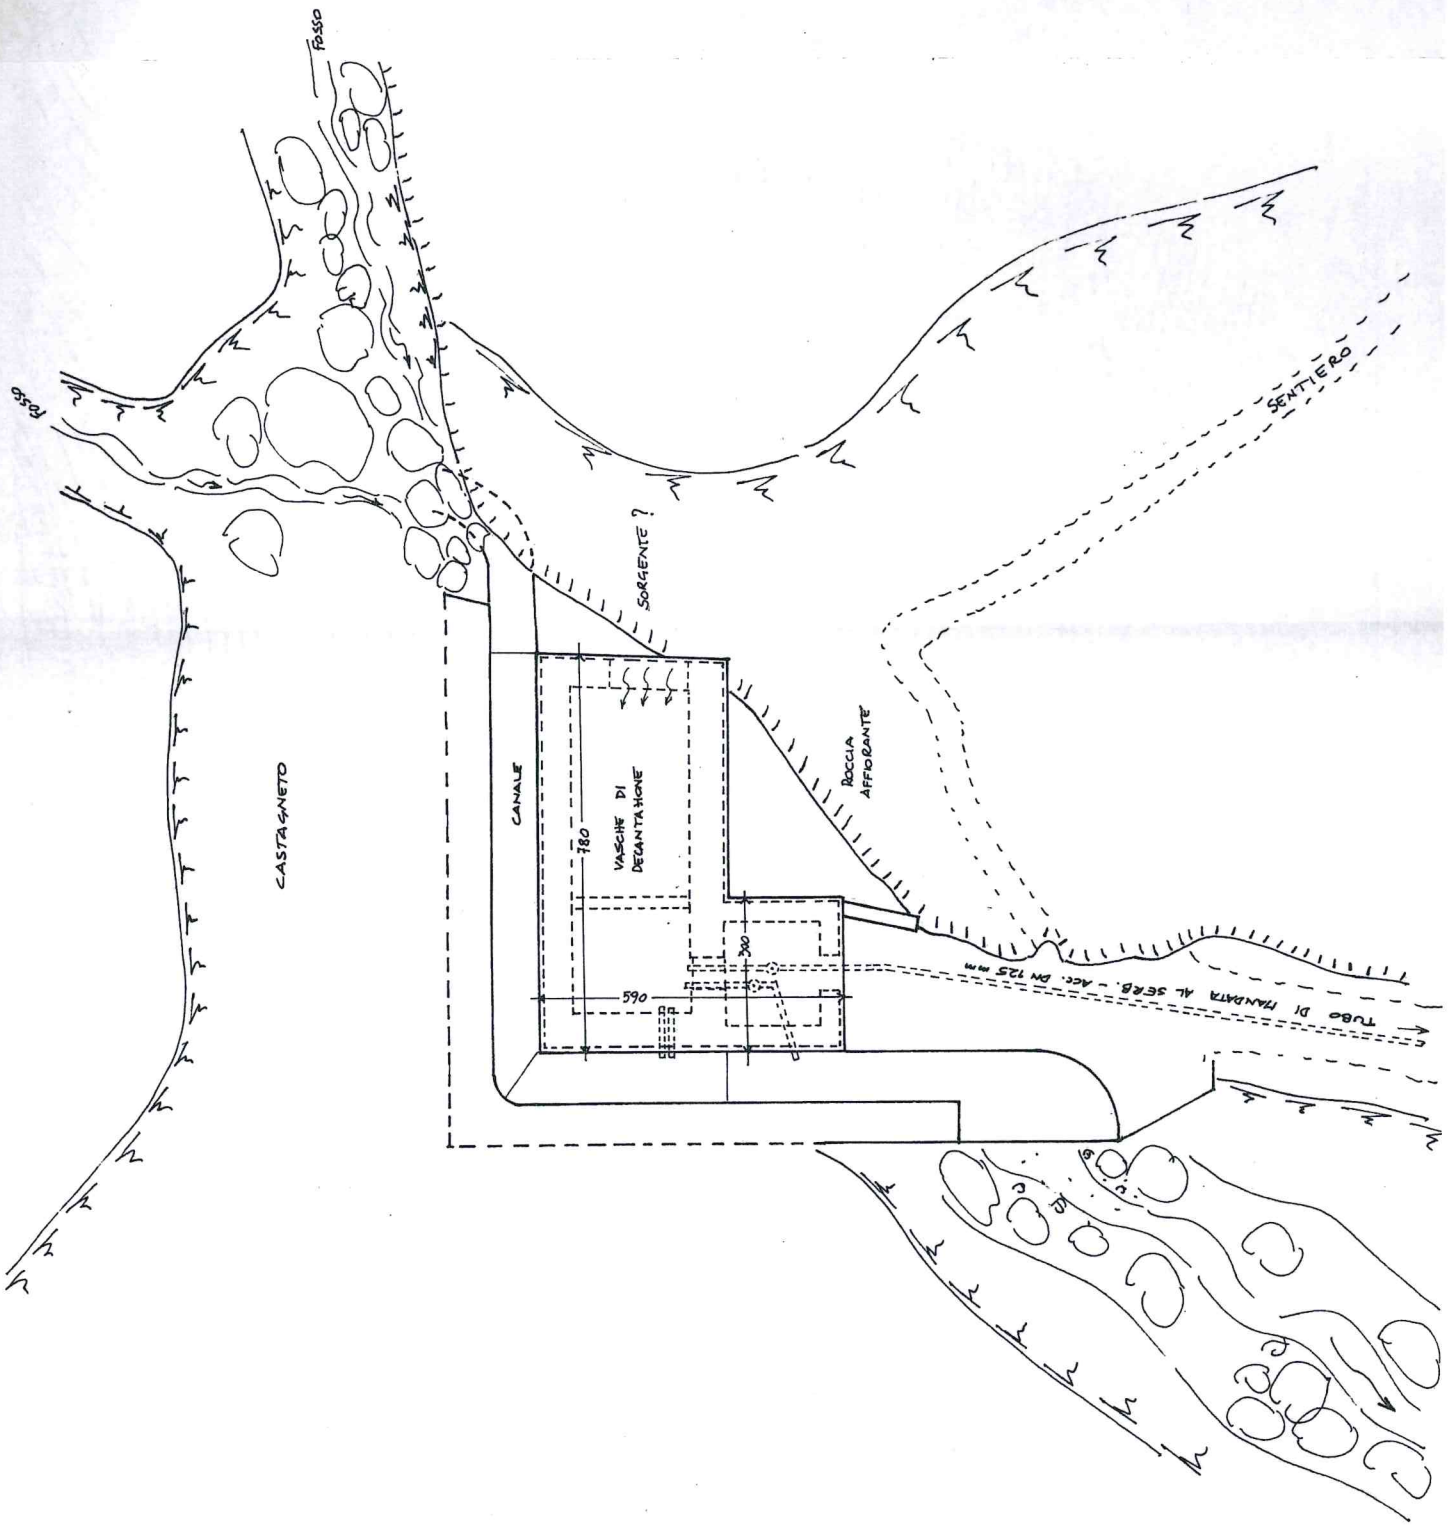 FOSSO
FOSSO
SENTIERO
SORGENTE ?
CASTAGNETO
CANALE
VASCHE DI
DECANTAZIONE
780
ROCCIA
AFFIORANTE
300
590
TUBO DI MANDATA AL SERB. - ACC. DN 125 mm